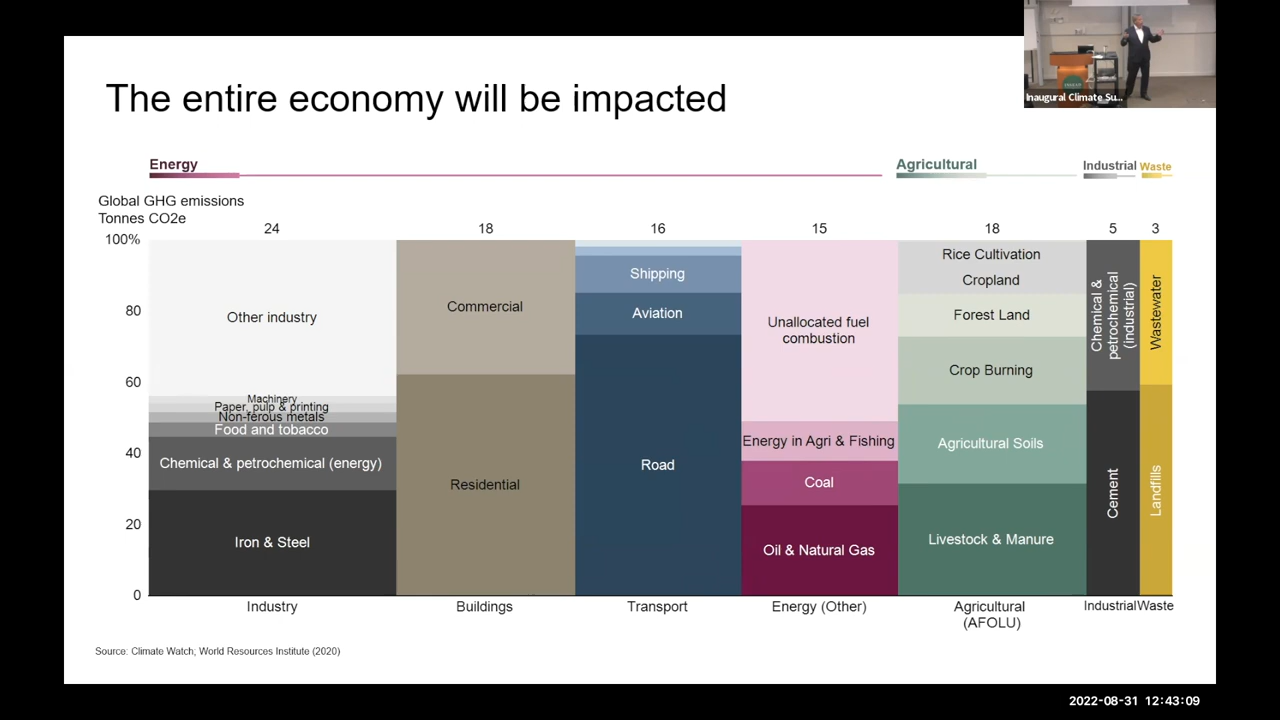 The entire economy will be impacted
Inaugural Climate Su...
Energy
Agricultural
Industrial
Waste
Global GHG emissions
Tonnes CO2e
24
18
16
15
18
5
3
100%
80
60
40
20
0
Other industry
Machinery
Paper, pulp & printing
Non-ferous metals
Food and tobacco
Chemical & petrochemical (energy)
Iron & Steel
Commercial
Residential
Shipping
Aviation
Road
Unallocated fuel
combustion
Energy in Agri & Fishing
Coal
Oil & Natural Gas
Rice Cultivation
Cropland
Forest Land
Crop Burning
Agricultural Soils
Livestock & Manure
Chemical &
petrochemical
(industrial)
Cement
Wastewater
Landfills
Industry
Buildings
Transport
Energy (Other)
Agricultural
(AFOLU)
Industrial
Waste
Source: Climate Watch; World Resources Institute (2020)
2022-08-31 12:43:09